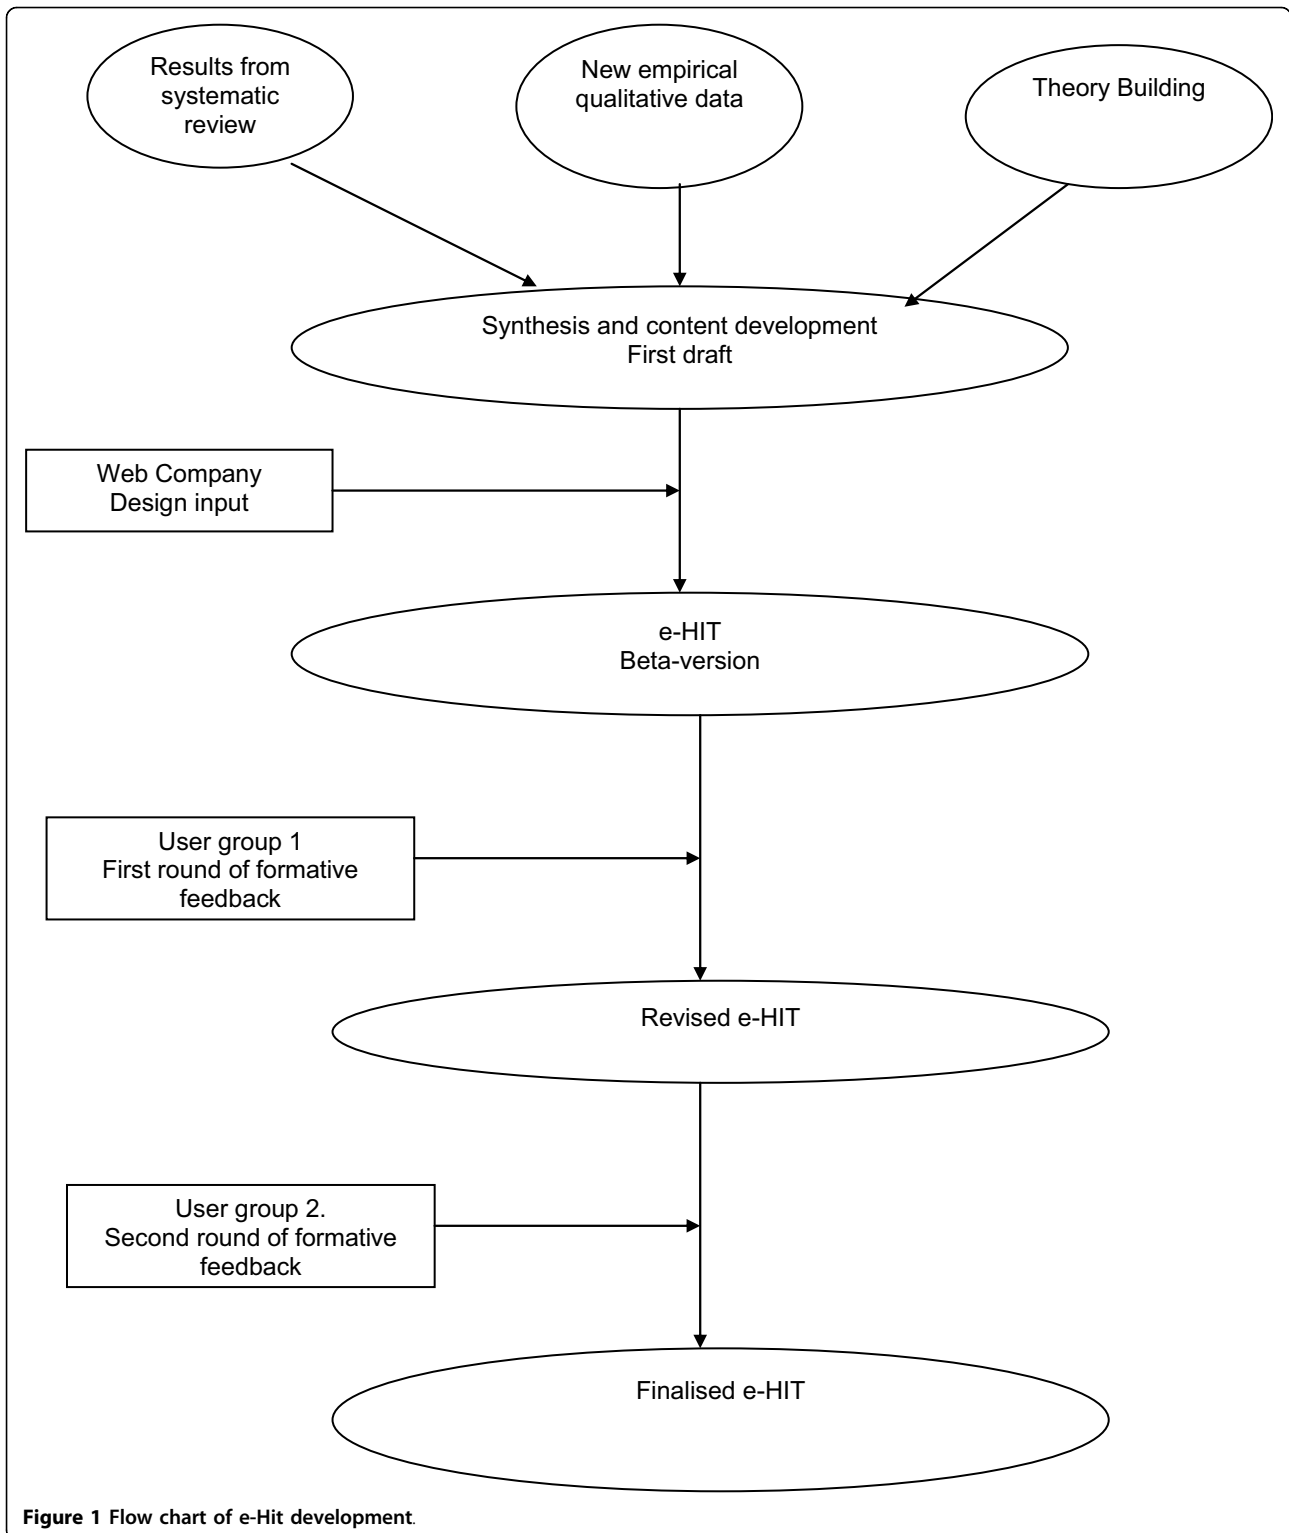 Results from
systematic
review
New empirical
qualitative data
Theory Building
Synthesis and content development
First draft
Web Company
Design input
e-HIT
Beta-version
User group 1
First round of formative
feedback
Revised e-HIT
User group 2.
Second round of formative
feedback
Finalised e-HIT
Figure 1 Flow chart of e-Hit development.